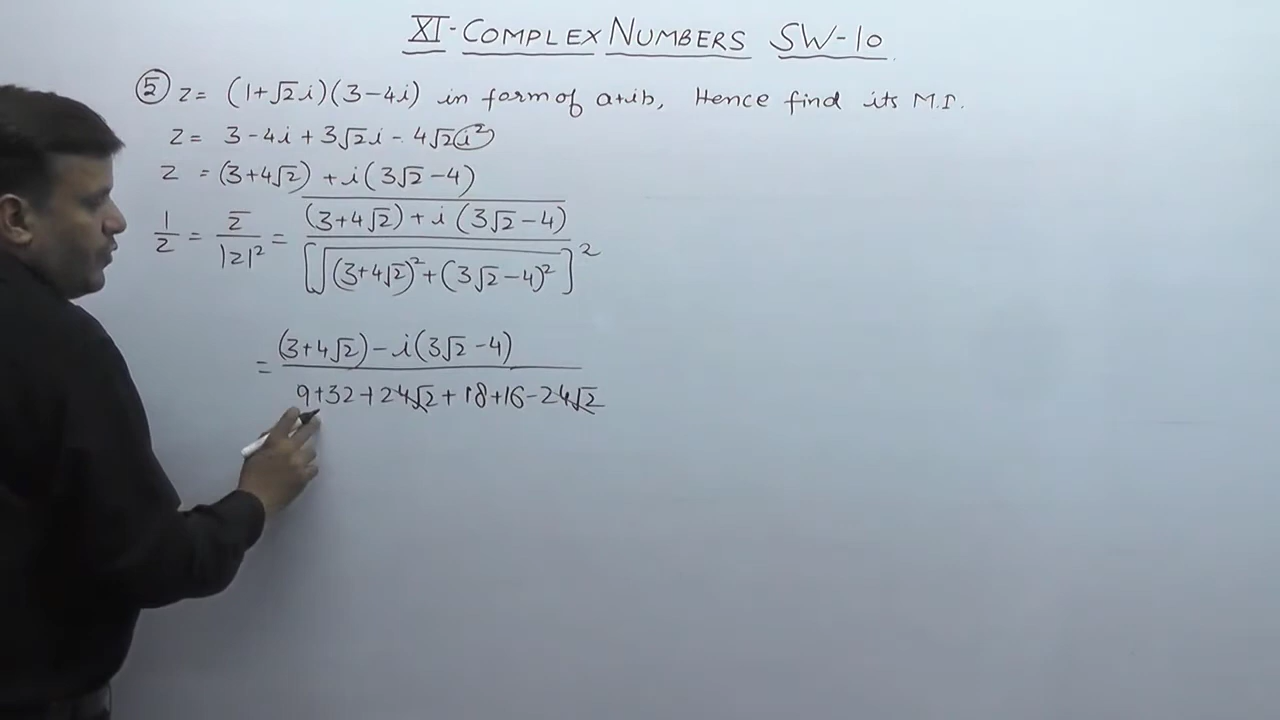 XI-COMPLEX NUMBERS SW-10
⑤ z = (1+√2i)(3-4i) in form of a+ib, Hence find its M.I.
z = 3-4i+3√2i-4√2i²
z = (3+4√2)+i(3√2-4)
1/z = z̅/|z|² = \overline{(3+4√2)+i(3√2-4)}/[√((3+4√2)²+(3√2-4)²)]²
= (3+4√2)-i(3√2-4)/9+32+24√2+18+16-24√2